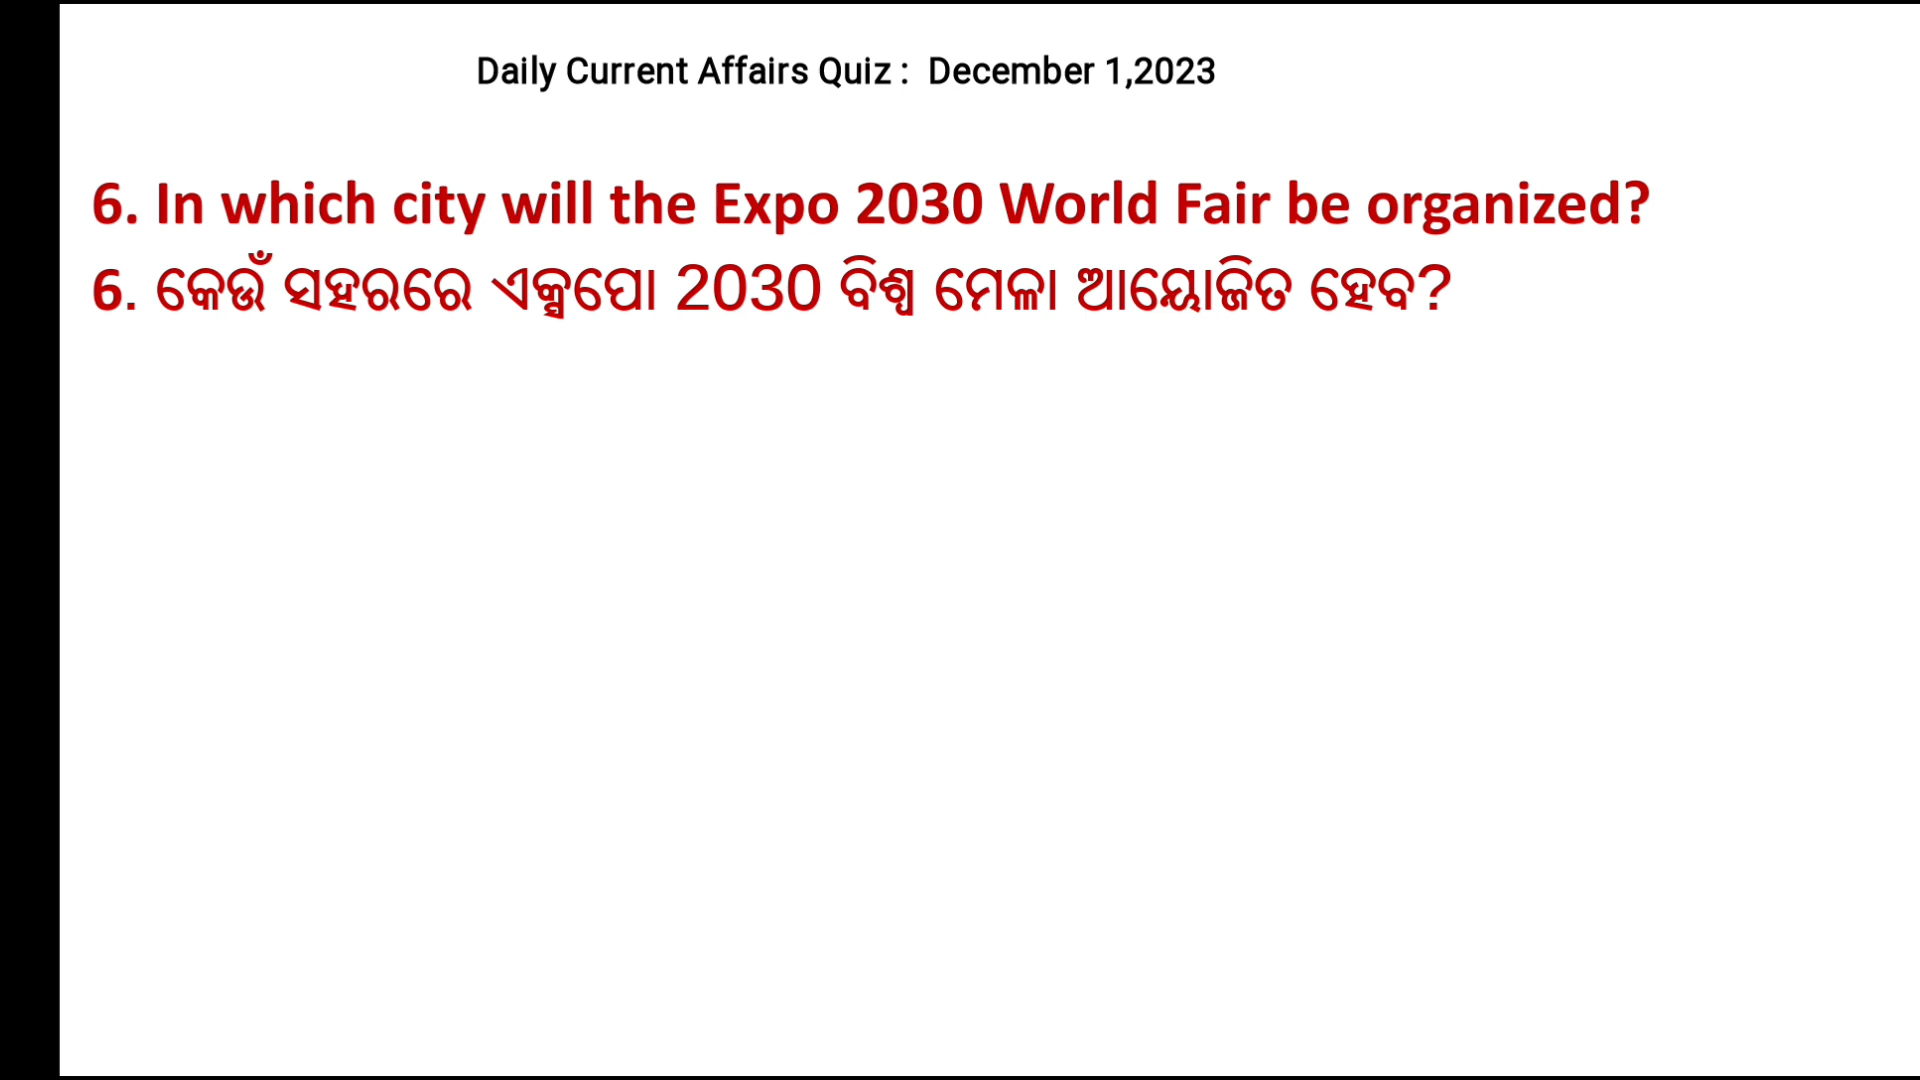 Daily Current Affairs Quiz :  December 1,2023
6. In which city will the Expo 2030 World Fair be organized?
6. କେଉଁ ସହରରେ ଏକ୍ସପୋ 2030 ବିଶ୍ୱ ମେଳା ଆୟୋଜିତ ହେବ?